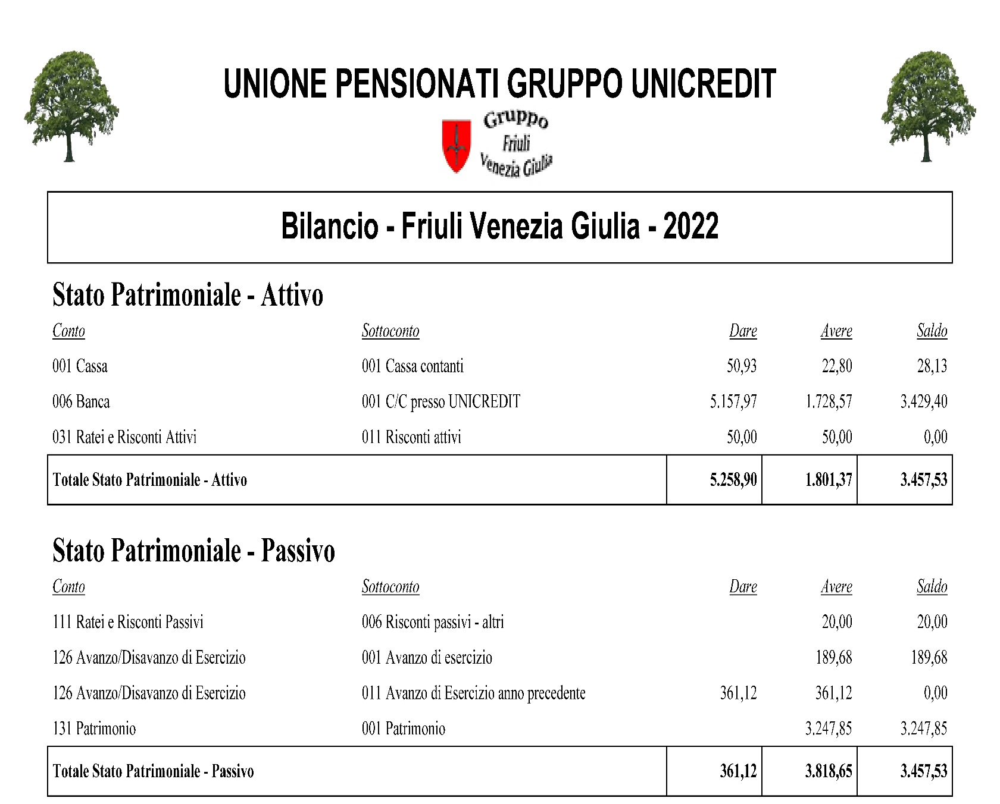 UNIONE PENSIONATI GRUPPO UNICREDIT
Gruppo
Friuli
Venezia Giulia
Bilancio - Friuli Venezia Giulia - 2022
Stato Patrimoniale - Attivo
Conto Sottoconto Dare Avere Saldo
001 Cassa 001 Cassa contanti 50,93 22,80 28,13
006 Banca 001 C/C presso UNICREDIT 5.157,97 1.728,57 3.429,40
031 Ratei e Risconti Attivi 011 Risconti attivi 50,00 50,00 0,00
Totale Stato Patrimoniale - Attivo 5.258,90 1.801,37 3.457,53
Stato Patrimoniale - Passivo
Conto Sottoconto Dare Avere Saldo
111 Ratei e Risconti Passivi 006 Risconti passivi - altri 20,00 20,00
126 Avanzo/Disavanzo di Esercizio 001 Avanzo di esercizio 189,68 189,68
126 Avanzo/Disavanzo di Esercizio 011 Avanzo di Esercizio anno precedente 361,12 361,12 0,00
131 Patrimonio 001 Patrimonio 3.247,85 3.247,85
Totale Stato Patrimoniale - Passivo 361,12 3.818,65 3.457,53